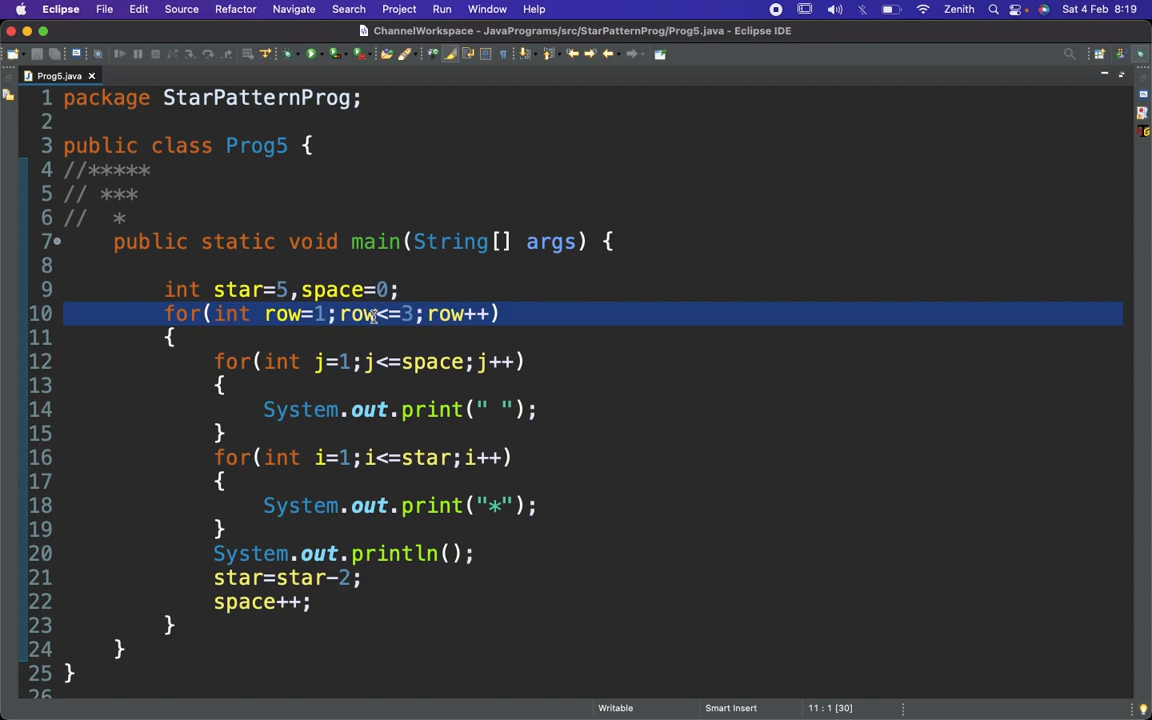 Eclipse File Edit Source Refactor Navigate Search Project Run Window Help Zenith Sat 4 Feb 8:19
ChannelWorkspace - JavaPrograms/src/StarPatternProg/Prog5.java - Eclipse IDE
Prog5.java
1 package StarPatternProg;
2
3 public class Prog5 {
4 //*****
5 // ***
6 //  *
7     public static void main(String[] args) {
8
9         int star=5,space=0;
10         for(int row=1;row<=3;row++)
11         {
12             for(int j=1;j<=space;j++)
13             {
14                 System.out.print(" ");
15             }
16             for(int i=1;i<=star;i++)
17             {
18                 System.out.print("*");
19             }
20             System.out.println();
21             star=star-2;
22             space++;
23         }
24     }
25 }
26
Writable Smart Insert 11 : 1 [30]